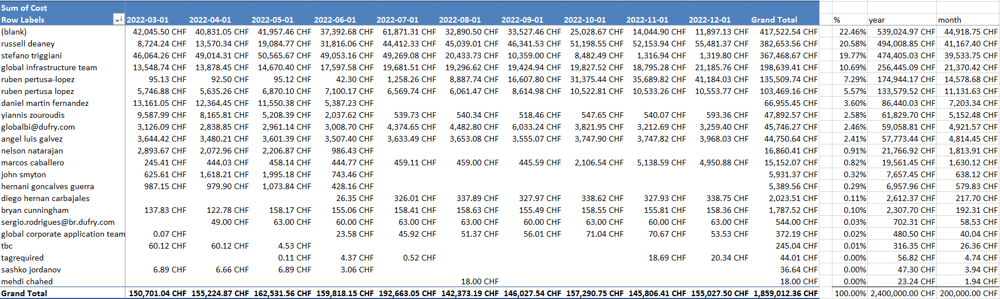 Sum of Cost
Row Labels 2022-03-01 2022-04-01 2022-05-01 2022-06-01 2022-07-01 2022-08-01 2022-09-01 2022-10-01 2022-11-01 2022-12-01 Grand Total % year month
(blank) 42,045.50 CHF 40,831.05 CHF 41,957.46 CHF 37,392.68 CHF 61,871.31 CHF 32,890.50 CHF 33,527.46 CHF 25,028.67 CHF 14,044.90 CHF 11,897.13 CHF 417,522.54 CHF 22.46% 539,024.97 CHF 44,918.75 CHF
russell deaney 8,724.24 CHF 13,570.34 CHF 19,084.77 CHF 31,816.06 CHF 44,412.33 CHF 45,039.01 CHF 46,341.53 CHF 51,198.55 CHF 52,153.94 CHF 55,481.37 CHF 382,653.56 CHF 20.58% 494,008.85 CHF 41,167.40 CHF
stefano triggiani 46,064.26 CHF 49,014.31 CHF 50,565.67 CHF 49,053.16 CHF 49,269.08 CHF 20,433.73 CHF 10,359.00 CHF 8,482.49 CHF 1,316.94 CHF 1,319.80 CHF 367,468.67 CHF 19.77% 474,405.03 CHF 39,533.75 CHF
global infrastructure team 13,548.74 CHF 13,878.45 CHF 14,670.40 CHF 17,597.58 CHF 19,681.51 CHF 19,296.62 CHF 19,424.94 CHF 19,827.52 CHF 18,795.28 CHF 21,185.76 CHF 198,639.41 CHF 10.69% 256,445.09 CHF 21,370.42 CHF
ruben pertusa-lopez 95.13 CHF 92.50 CHF 95.12 CHF 42.30 CHF 1,258.26 CHF 8,887.74 CHF 16,607.80 CHF 31,375.44 CHF 35,689.82 CHF 41,184.03 CHF 135,509.74 CHF 7.29% 174,944.17 CHF 14,578.68 CHF
ruben pertusa lopez 5,746.88 CHF 5,635.26 CHF 6,870.10 CHF 7,100.17 CHF 6,569.74 CHF 6,061.47 CHF 8,614.98 CHF 10,522.81 CHF 10,533.26 CHF 10,553.77 CHF 103,469.16 CHF 5.57% 133,579.52 CHF 11,131.63 CHF
daniel martin fernandez 13,161.05 CHF 12,364.45 CHF 11,550.38 CHF 5,387.23 CHF 66,955.45 CHF 3.60% 86,440.03 CHF 7,203.34 CHF
yiannis zouroudis 9,587.99 CHF 8,165.81 CHF 5,208.39 CHF 2,037.62 CHF 539.73 CHF 540.34 CHF 518.46 CHF 547.65 CHF 540.07 CHF 593.36 CHF 47,892.57 CHF 2.58% 61,829.70 CHF 5,152.48 CHF
globalbi@dufry.com 3,126.09 CHF 2,838.85 CHF 2,961.14 CHF 3,008.70 CHF 4,374.65 CHF 4,482.80 CHF 6,033.24 CHF 3,821.95 CHF 3,212.69 CHF 3,259.40 CHF 45,746.27 CHF 2.46% 59,058.81 CHF 4,921.57 CHF
angel luis galvez 3,644.42 CHF 3,480.21 CHF 3,601.39 CHF 3,507.40 CHF 3,633.49 CHF 3,653.08 CHF 3,555.07 CHF 3,747.90 CHF 3,747.82 CHF 3,968.03 CHF 44,750.64 CHF 2.41% 57,773.44 CHF 4,814.45 CHF
nelson natarajan 2,893.67 CHF 2,072.96 CHF 2,206.87 CHF 986.43 CHF 16,860.41 CHF 0.91% 21,766.92 CHF 1,813.91 CHF
marcos caballero 245.41 CHF 444.03 CHF 458.14 CHF 444.77 CHF 459.11 CHF 459.00 CHF 445.59 CHF 2,106.54 CHF 5,138.59 CHF 4,950.88 CHF 15,152.07 CHF 0.82% 19,561.45 CHF 1,630.12 CHF
john smyton 625.61 CHF 1,618.21 CHF 1,995.18 CHF 743.46 CHF 5,931.37 CHF 0.32% 7,657.45 CHF 638.12 CHF
hernani goncalves guerra 987.15 CHF 979.90 CHF 1,073.84 CHF 428.16 CHF 5,389.56 CHF 0.29% 6,957.96 CHF 579.83 CHF
diego hernan carbajales 26.35 CHF 326.01 CHF 337.89 CHF 327.97 CHF 338.62 CHF 327.93 CHF 338.75 CHF 2,023.51 CHF 0.11% 2,612.37 CHF 217.70 CHF
bryan cunningham 137.83 CHF 122.78 CHF 158.17 CHF 155.06 CHF 158.41 CHF 158.63 CHF 155.49 CHF 158.55 CHF 155.81 CHF 158.36 CHF 1,787.52 CHF 0.10% 2,307.70 CHF 192.31 CHF
sergio.rodrigues@br.dufry.com 49.00 CHF 63.00 CHF 60.00 CHF 63.00 CHF 63.00 CHF 60.00 CHF 63.00 CHF 60.00 CHF 63.00 CHF 544.00 CHF 0.03% 702.31 CHF 58.53 CHF
global corporate application team 0.07 CHF 23.58 CHF 45.92 CHF 51.37 CHF 56.01 CHF 71.04 CHF 70.67 CHF 53.53 CHF 372.19 CHF 0.02% 480.50 CHF 40.04 CHF
tbc 60.12 CHF 60.12 CHF 4.53 CHF 245.04 CHF 0.01% 316.35 CHF 26.36 CHF
tagrequired 0.11 CHF 4.37 CHF 0.52 CHF 18.69 CHF 20.34 CHF 44.01 CHF 0.00% 56.82 CHF 4.74 CHF
sashko jordanov 6.89 CHF 6.66 CHF 6.89 CHF 3.06 CHF 36.64 CHF 0.00% 47.30 CHF 3.94 CHF
mehdi chahed 18.00 CHF 18.00 CHF 0.00% 23.24 CHF 1.94 CHF
Grand Total 150,701.04 CHF 155,224.87 CHF 162,531.56 CHF 159,818.15 CHF 192,663.05 CHF 142,373.19 CHF 146,027.54 CHF 157,290.75 CHF 145,806.41 CHF 155,027.50 CHF 1,859,012.36 CHF 100.00% 2,400,000.00 CHF 200,000.00 CHF